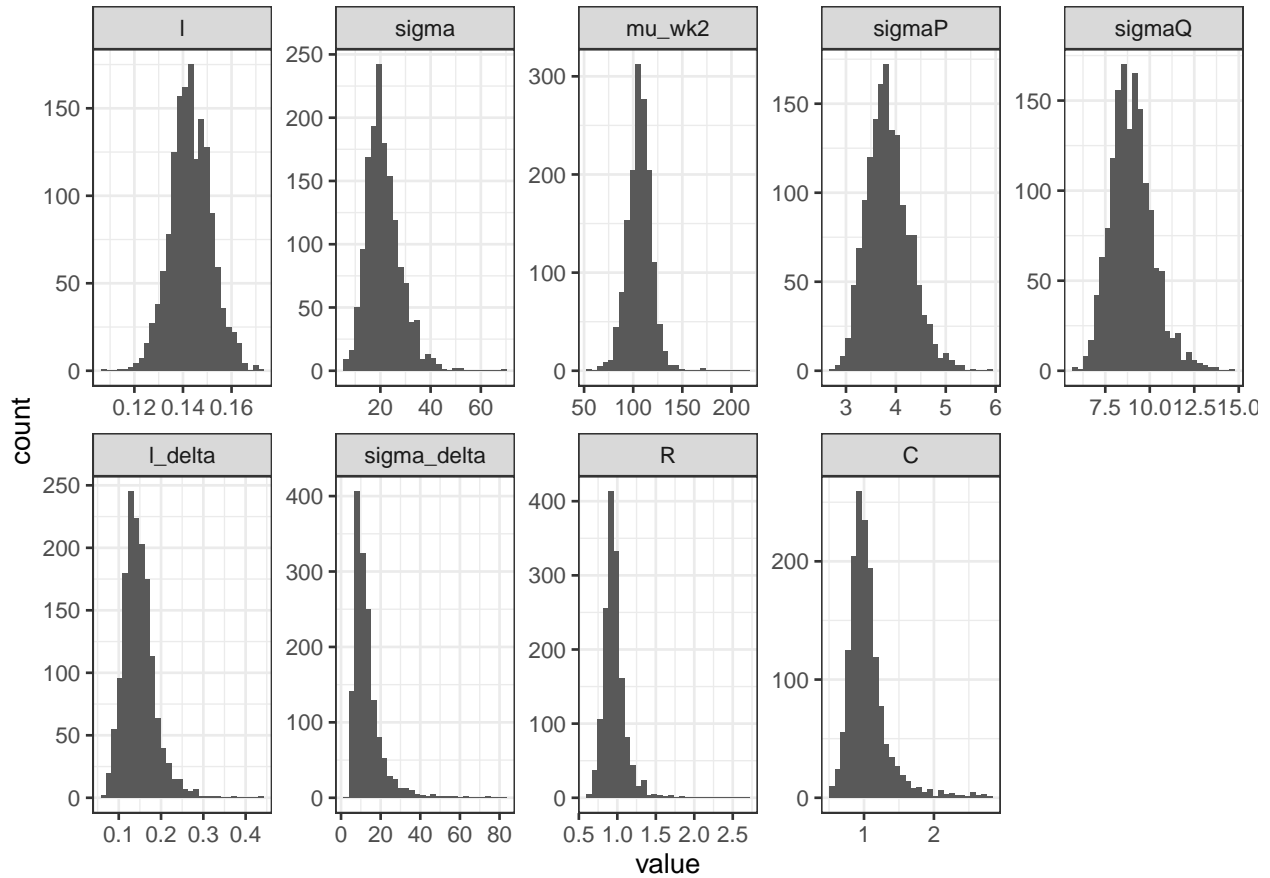 l sigma mu_wk2 sigmaP sigmaQ
0 50 100 150
0.12 0.14 0.16
0 50 100 150 200 250
20 40 60
0 100 200 300
50 100 150 200
0 50 100 150
3 4 5 6
0 50 100 150
7.5 10.0 12.5 15.0
count
l_delta sigma_delta R C
0 50 100 150 200 250
0.1 0.2 0.3 0.4
0 100 200 300 400
0 20 40 60 80
0 100 200 300 400
0.5 1.0 1.5 2.0 2.5
0 100 200
1 2
value